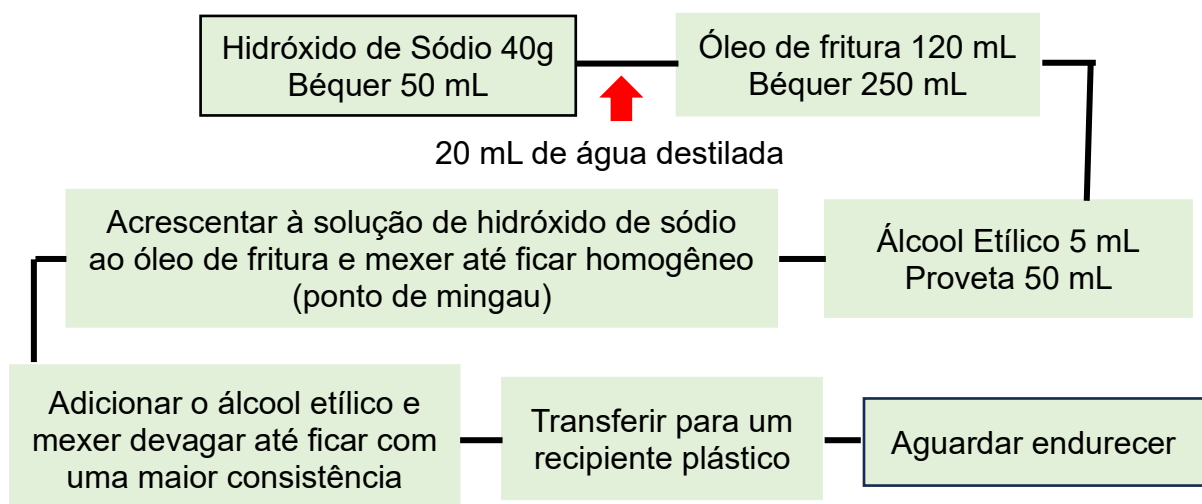 Hidróxido de Sódio 40g
Béquer 50 mL
Óleo de fritura 120 mL
Béquer 250 mL
20 mL de água destilada
Álcool Etílico 5 mL
Proveta 50 mL
Acrescentar à solução de hidróxido de sódio
ao óleo de fritura e mexer até ficar homogêneo
(ponto de mingau)
Adicionar o álcool etílico e
mexer devagar até ficar com
uma maior consistência
Transferir para um
recipiente plástico
Aguardar endurecer